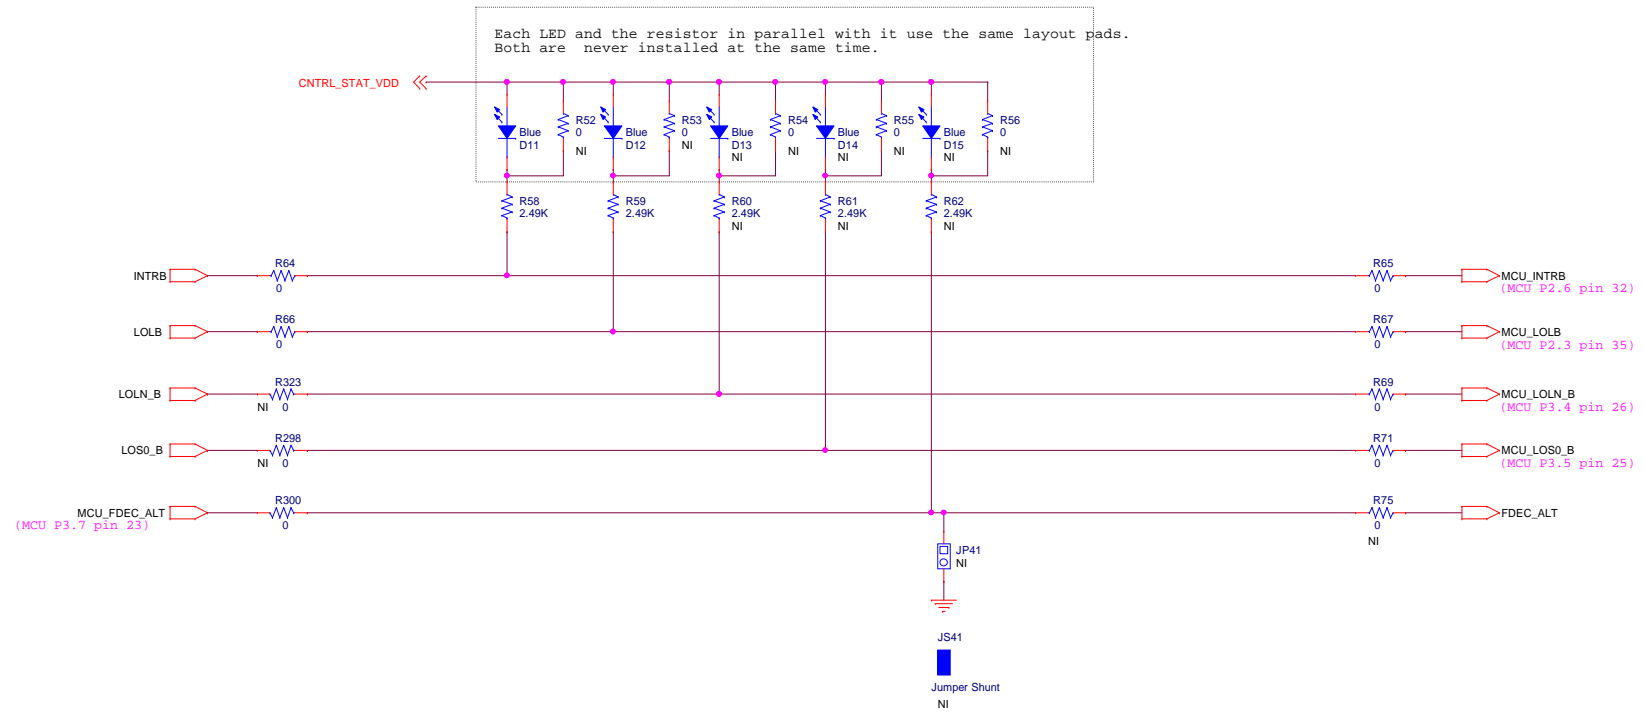 Each LED and the resistor in parallel with it use the same layout pads.
Both are  never installed at the same time.
CNTRL_STAT_VDD
Blue
D11
R52
0
NI
Blue
D12
R53
0
NI
Blue
D13
NI
R54
0
NI
Blue
D14
NI
R55
0
NI
Blue
D15
NI
R56
0
NI
R58
2.49K
R59
2.49K
R60
2.49K
NI
R61
2.49K
NI
R62
2.49K
NI
INTRB
R64
0
R65
0
MCU_INTRB
(MCU P2.6 pin 32)
LOLB
R66
0
R67
0
MCU_LOLB
(MCU P2.3 pin 35)
LOLN_B
R323
NI 0
R69
0
MCU_LOLN_B
(MCU P3.4 pin 26)
LOS0_B
R298
NI 0
R71
0
MCU_LOS0_B
(MCU P3.5 pin 25)
MCU_FDEC_ALT
(MCU P3.7 pin 23)
R300
0
R75
0
NI
FDEC_ALT
JP41
NI
JS41
Jumper Shunt
NI